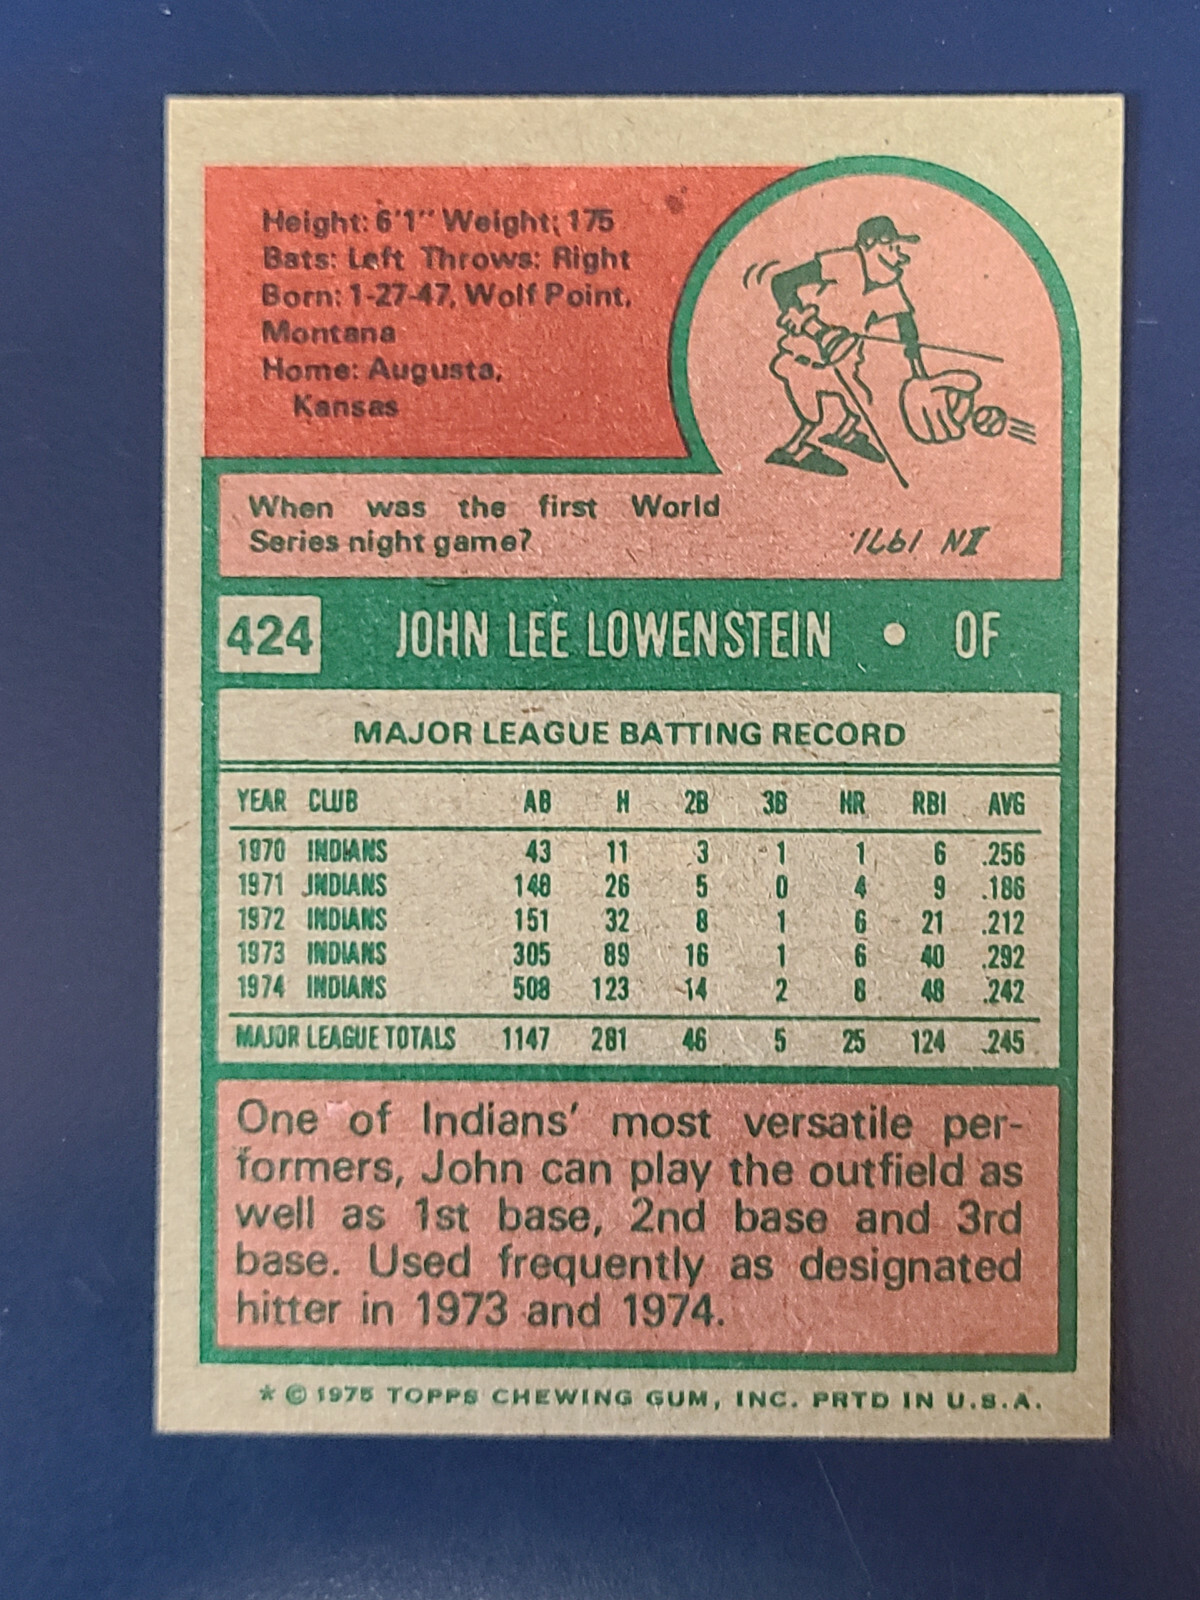 Height: 6'1" Weight: 175
Bats: Left Throws: Right
Born: 1-27-47, Wolf Point,
Montana
Home: Augusta,
Kansas
When was the first World
Series night game?
IN 1971.
424 JOHN LEE LOWENSTEIN • OF
MAJOR LEAGUE BATTING RECORD
YEAR CLUB AB H 2B 3B HR RBI AVG
1970 INDIANS 43 11 3 1 1 6 .256
1971 INDIANS 140 26 5 0 4 9 .186
1972 INDIANS 151 32 8 1 6 21 .212
1973 INDIANS 305 89 16 1 6 40 .292
1974 INDIANS 508 123 14 2 8 48 .242
MAJOR LEAGUE TOTALS 1147 281 46 5 25 124 .245
One of Indians' most versatile per-
formers, John can play the outfield as
well as 1st base, 2nd base and 3rd
base. Used frequently as designated
hitter in 1973 and 1974.
* © 1975 TOPPS CHEWING GUM, INC. PRTD IN U.S.A.